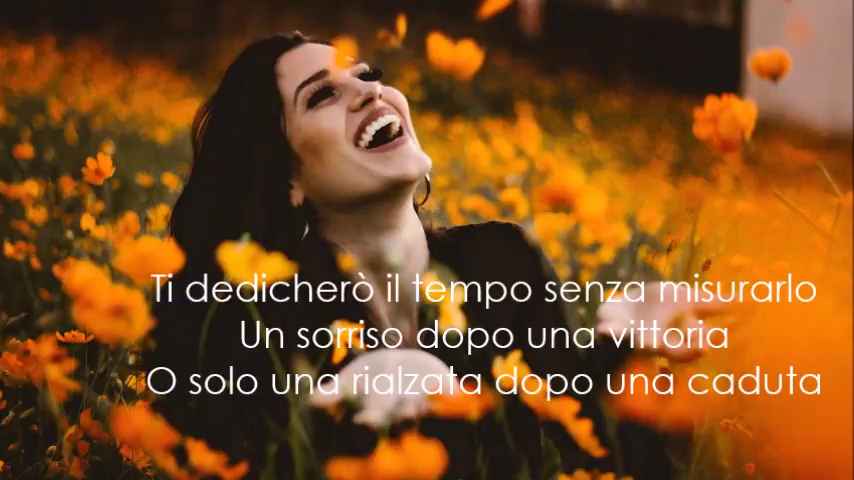 Ti dedicherò il tempo senza misurarlo
Un sorriso dopo una vittoria
O solo una rialzata dopo una caduta